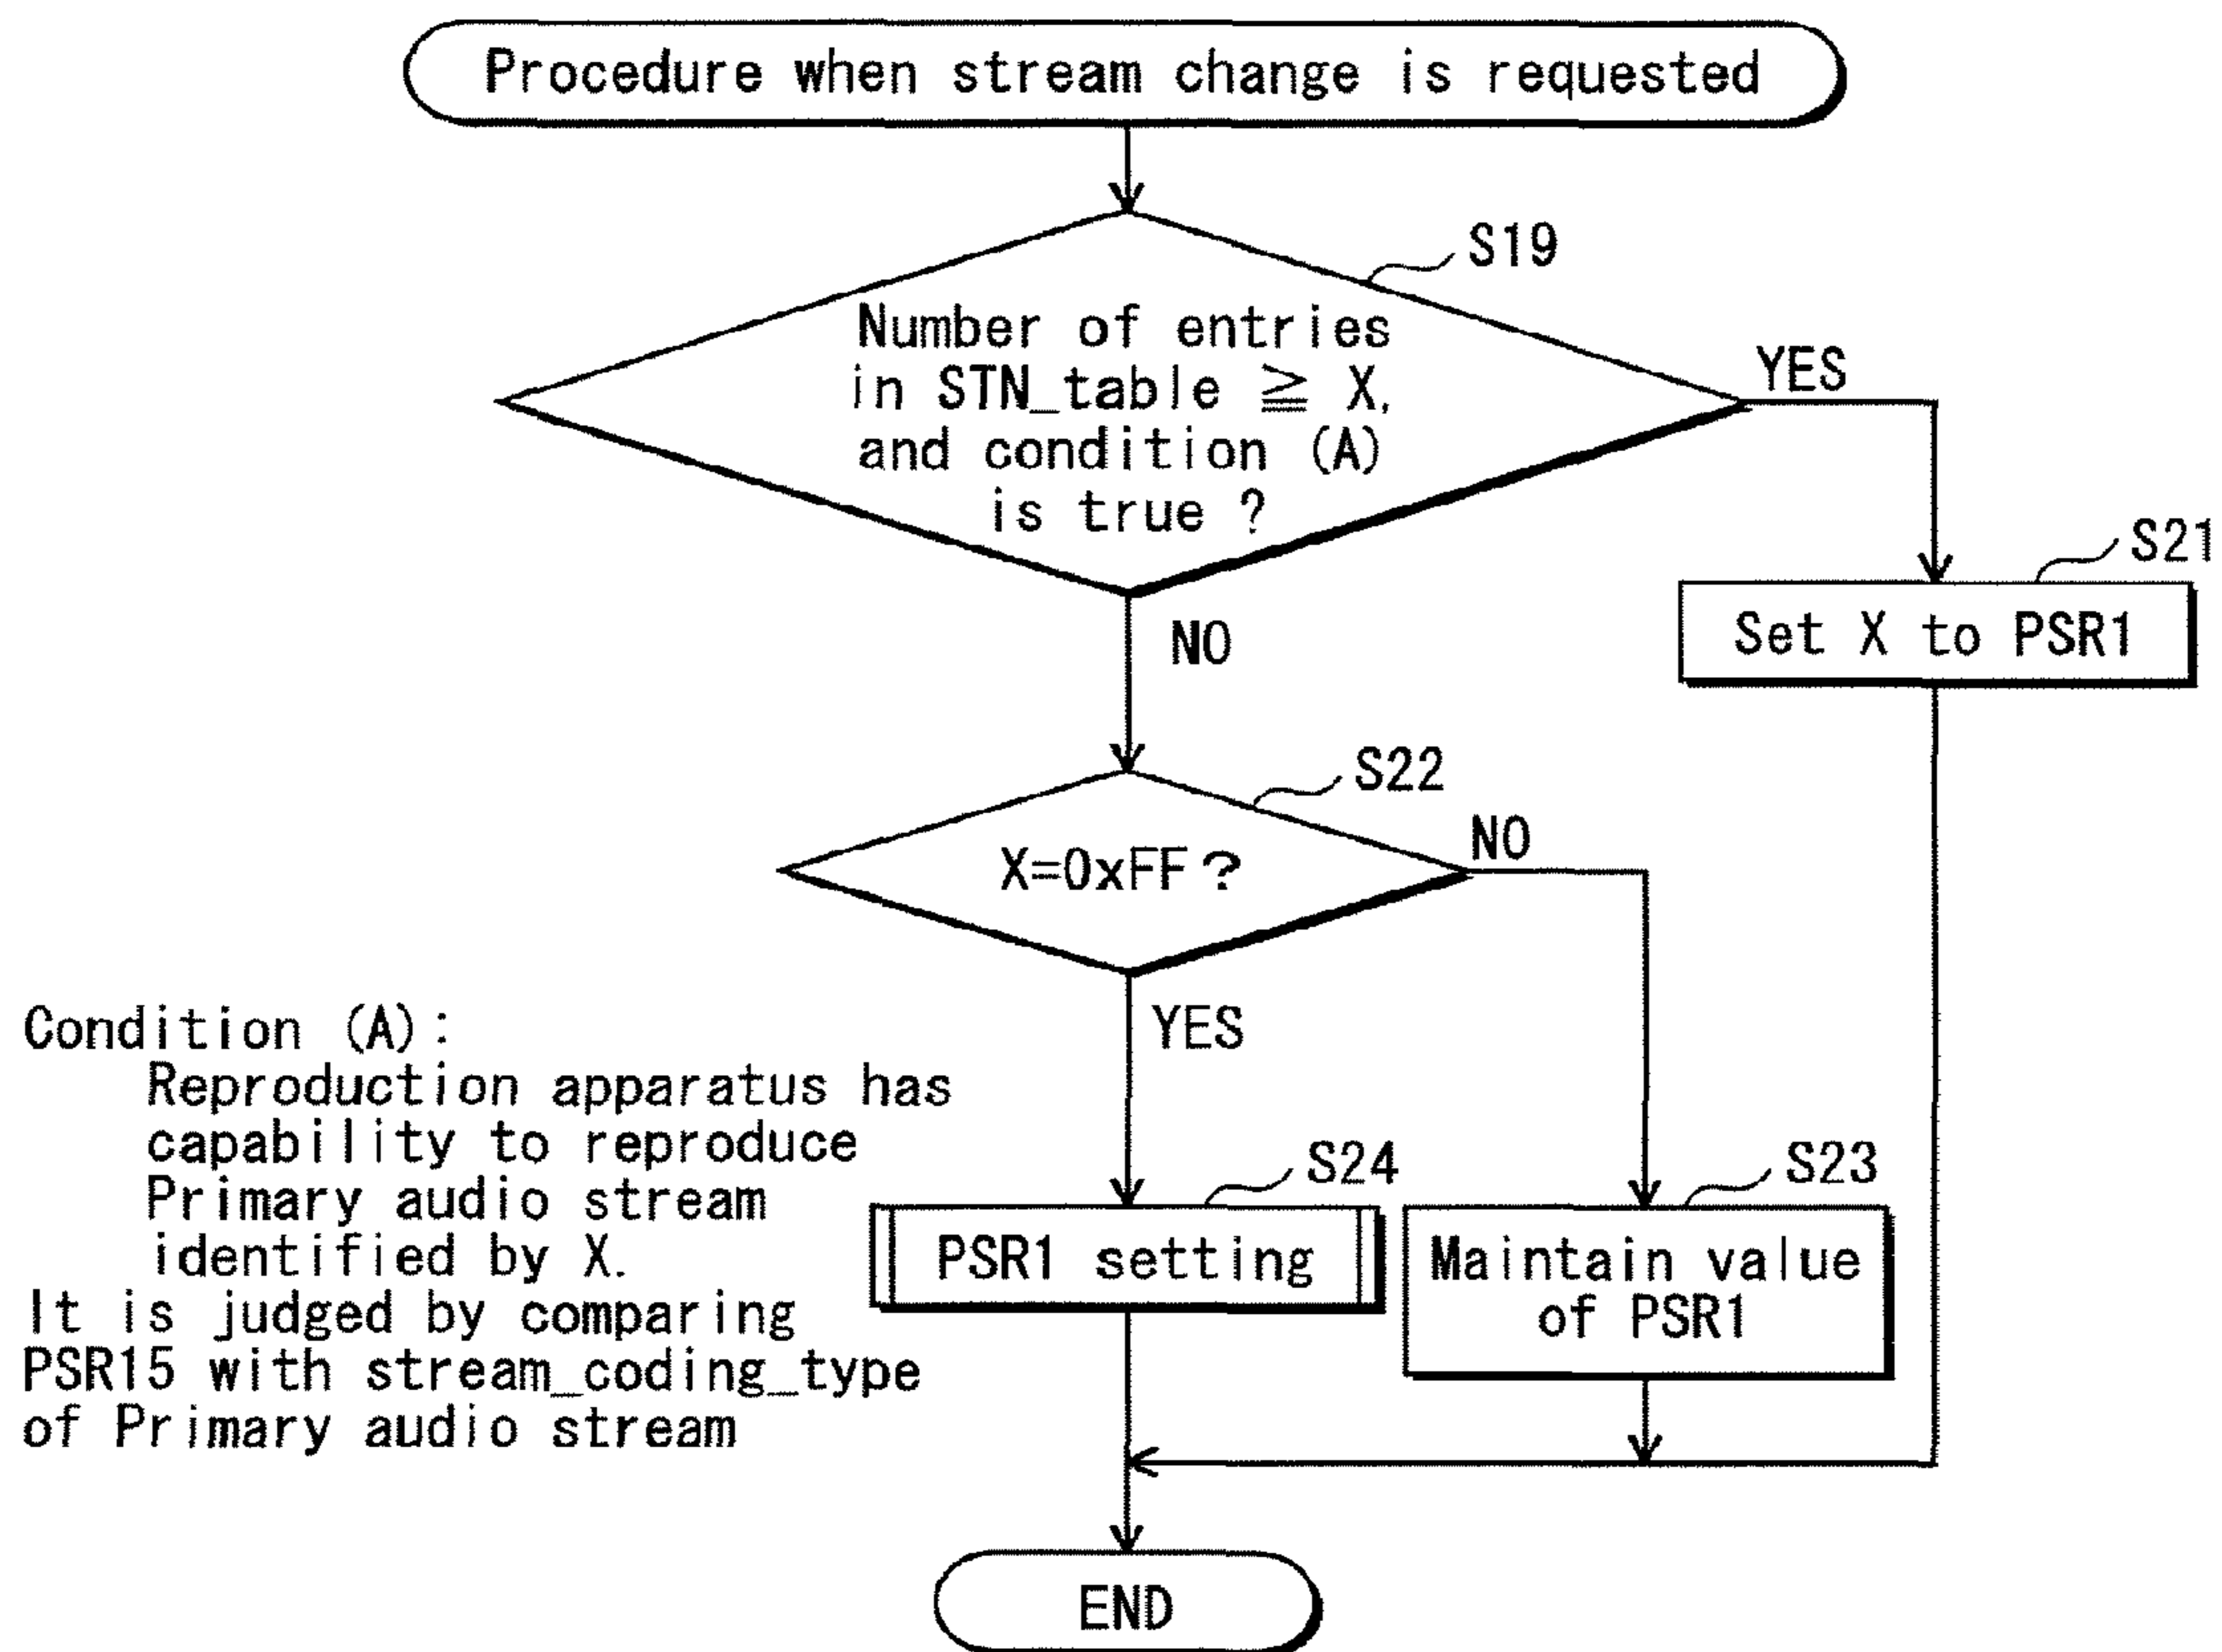 Procedure when stream change is requested
S19
Number of entries
in STN_table ≧ X,
and condition (A)
is true ?
YES
S21
Set X to PSR1
NO
S22
X=0xFF ?
NO
YES
Condition (A) :
Reproduction apparatus has
capability to reproduce
Primary audio stream
identified by X.
It is judged by comparing
PSR15 with stream_coding_type
of Primary audio stream
S24
PSR1 setting
S23
Maintain value
of PSR1
END